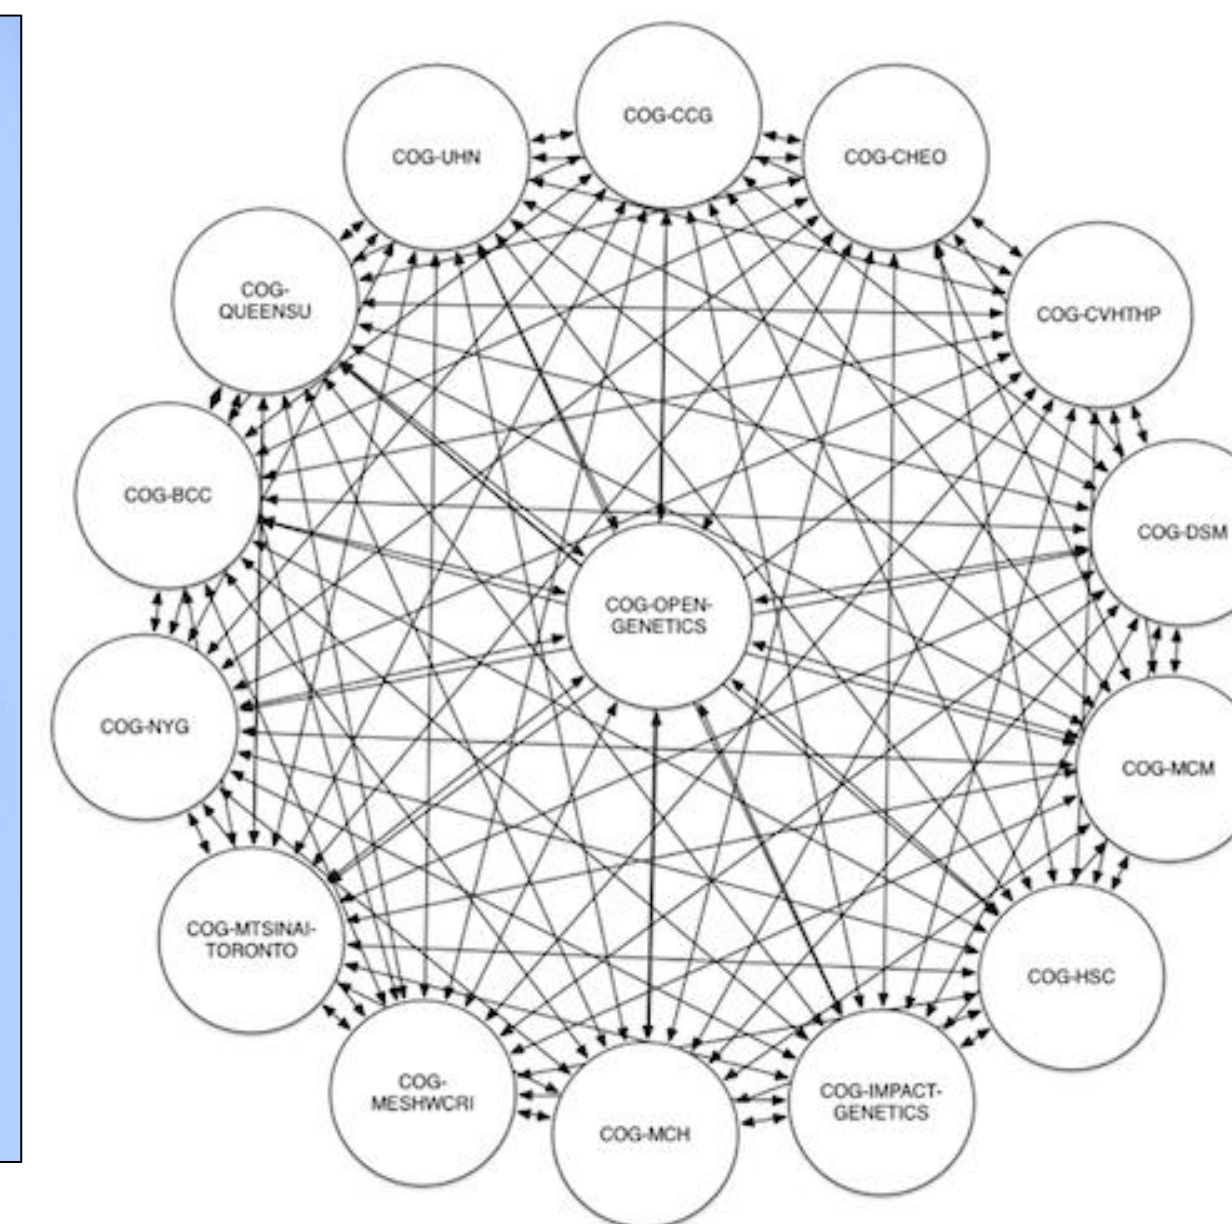 COG-CCG
COG-UHN
COG-CHEO
COG-
QUEENSU
COG-CVHTHP
COG-BCC
COG-DSM
COG-OPEN-
GENETICS
COG-NYG
COG-MCM
COG-MTSINAI-
TORONTO
COG-HSC
COG-
MESHWCRI
COG-IMPACT-
GENETICS
COG-MCH